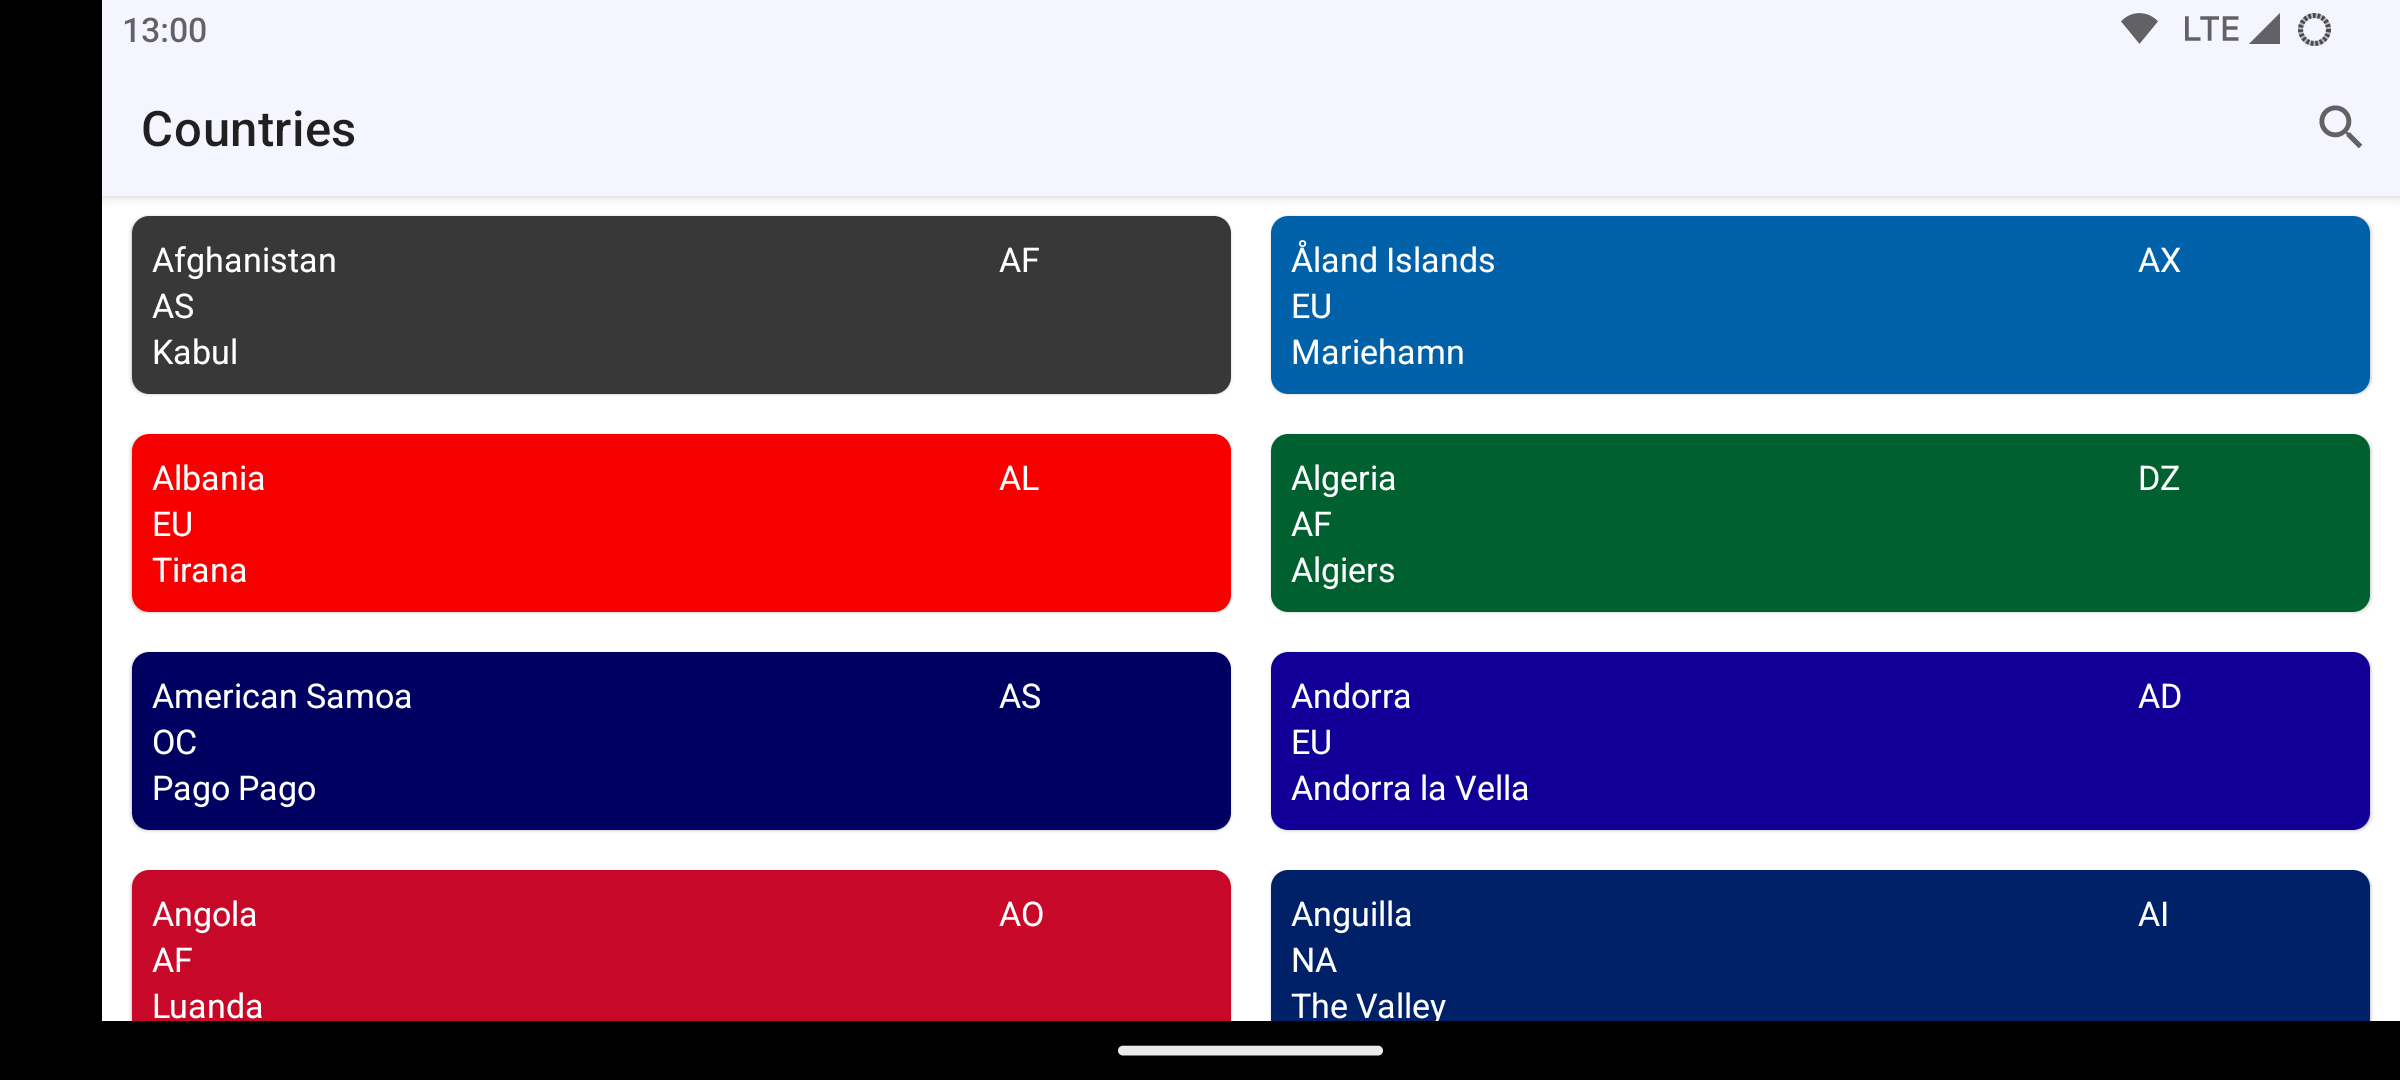 13:00
LTE
Countries
Afghanistan AF
AS
Kabul
Åland Islands AX
EU
Mariehamn
Albania AL
EU
Tirana
Algeria DZ
AF
Algiers
American Samoa AS
OC
Pago Pago
Andorra AD
EU
Andorra la Vella
Angola AO
AF
Luanda
Anguilla AI
NA
The Valley